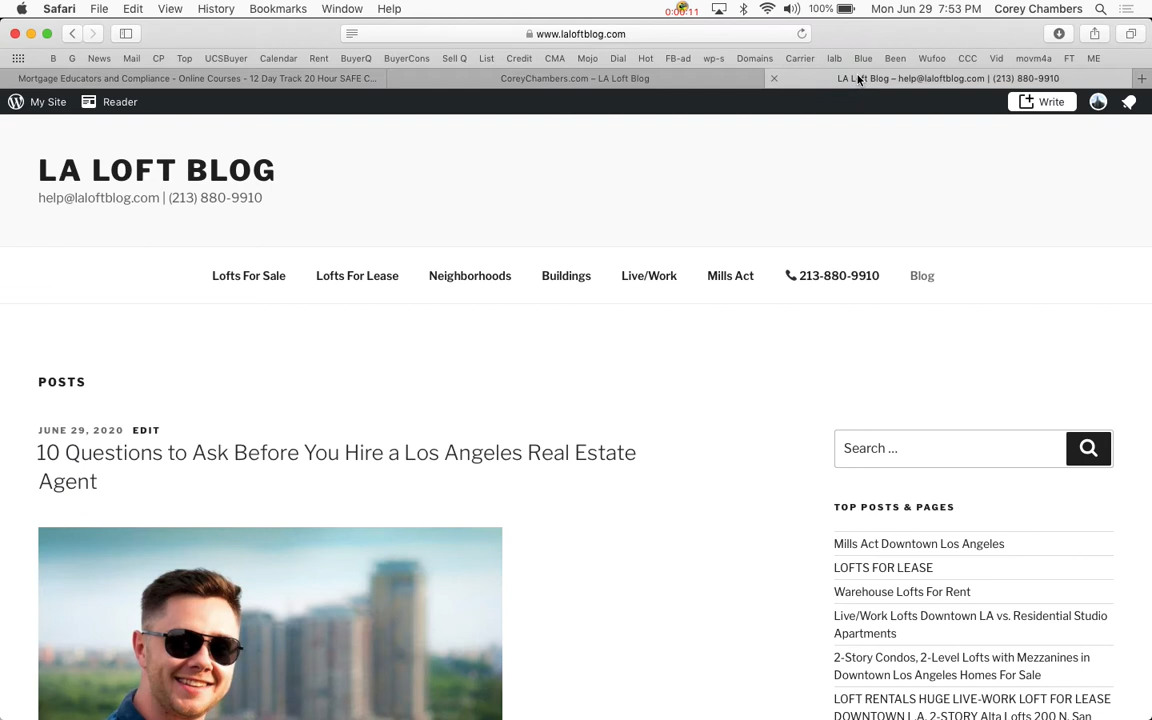 Safari File Edit View History Bookmarks Window Help 0:00:11 100% Mon Jun 29 7:53 PM Corey Chambers
www.laloftblog.com
B G News Mail CP Top UCSBuyer Calendar Rent BuyerQ BuyerCons Sell Q List Credit CMA Mojo Dial Hot FB-ad wp-s Domains Carrier lalb Blue Been Wufoo CCC Vid movm4a FT ME
Mortgage Educators and Compliance - Online Courses - 12 Day Track 20 Hour SAFE C... CoreyChambers.com – LA Loft Blog LA Loft Blog – help@laloftblog.com | (213) 880-9910
My Site Reader Write
LA LOFT BLOG
help@laloftblog.com | (213) 880-9910
Lofts For Sale Lofts For Lease Neighborhoods Buildings Live/Work Mills Act 213-880-9910 Blog
POSTS
JUNE 29, 2020 EDIT
10 Questions to Ask Before You Hire a Los Angeles Real Estate
Agent
Search ...
TOP POSTS & PAGES
Mills Act Downtown Los Angeles
LOFTS FOR LEASE
Warehouse Lofts For Rent
Live/Work Lofts Downtown LA vs. Residential Studio
Apartments
2-Story Condos, 2-Level Lofts with Mezzanines in
Downtown Los Angeles Homes For Sale
LOFT RENTALS HUGE LIVE-WORK LOFT FOR LEASE
DOWNTOWN L.A. 2-STORY Alta Lofts 200 N. San